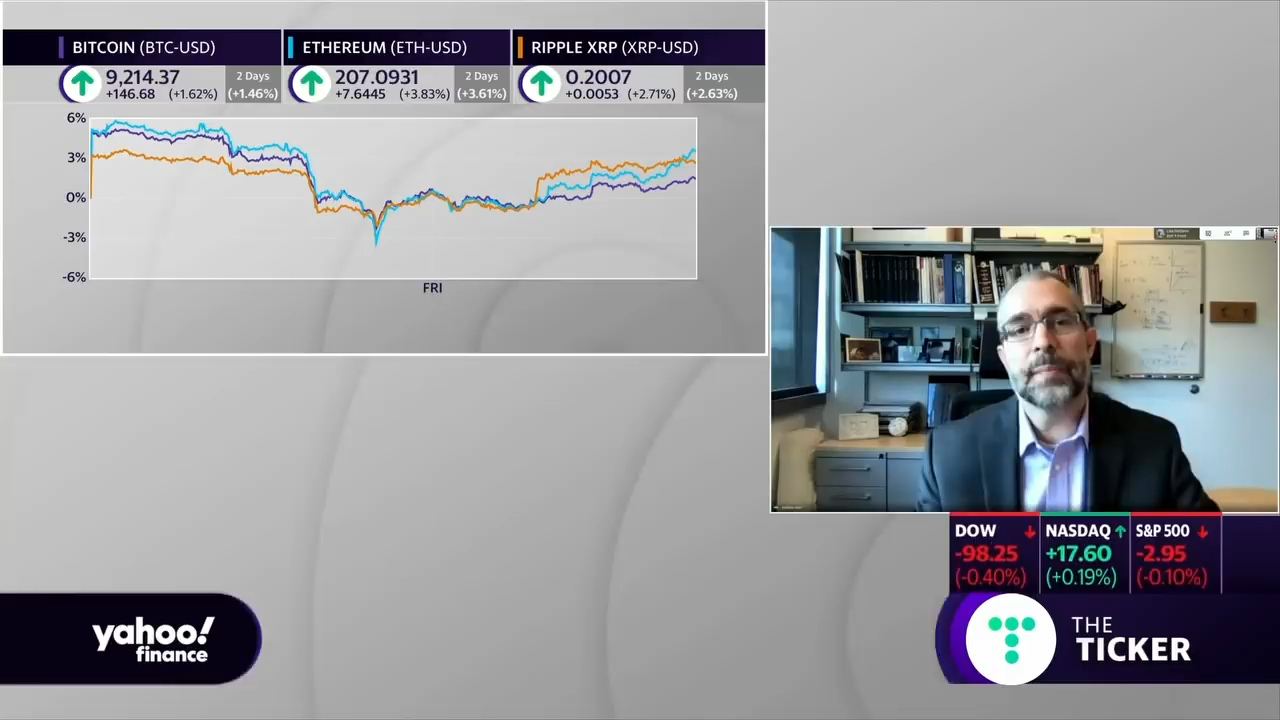 BITCOIN (BTC-USD)
9,214.37
+146.68 (+1.62%)
2 Days
(+1.46%)
ETHEREUM (ETH-USD)
207.0931
+7.6445 (+3.83%)
2 Days
(+3.61%)
RIPPLE XRP (XRP-USD)
0.2007
+0.0053 (+2.71%)
2 Days
(+2.63%)
6%
3%
0%
-3%
-6%
FRI
DOW
-98.25
(-0.40%)
NASDAQ
+17.60
(+0.19%)
S&P 500
-2.95
(-0.10%)
yahoo!
finance
THE
TICKER